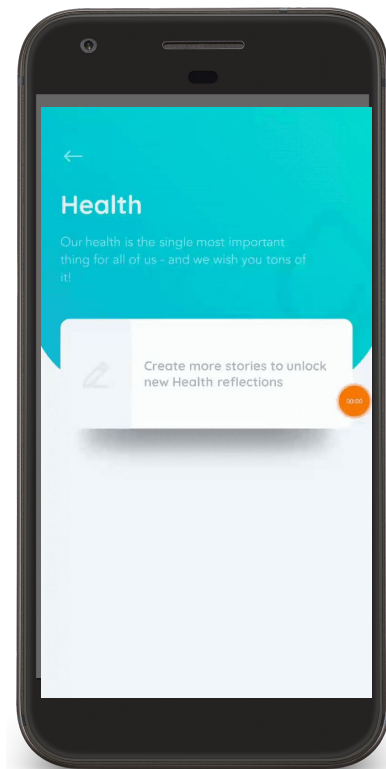 Health
Our health is the single most important
thing for all of us - and we wish you tons of
it!
Create more stories to unlock
new Health reflections
00:00